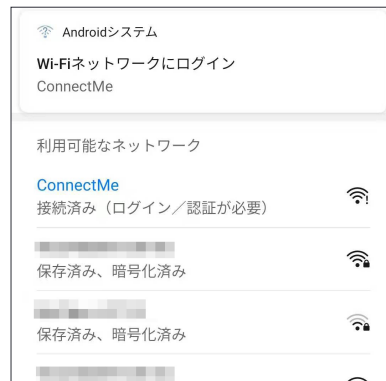 Androidシステム
Wi-Fiネットワークにログイン
ConnectMe
利用可能なネットワーク
ConnectMe
接続済み（ログイン／認証が必要）
保存済み、暗号化済み
保存済み、暗号化済み